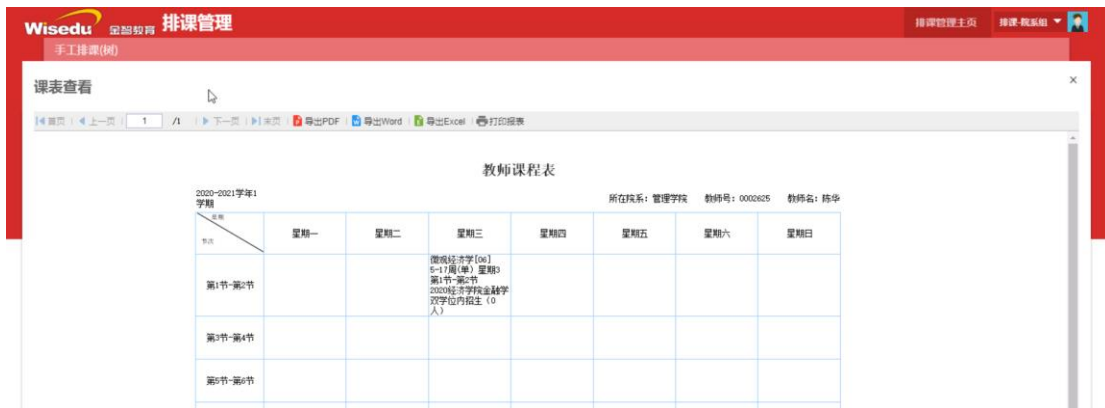 Wisedu 金智教育 排课管理 排课管理主页 排课-院系组
手工排课(树)
课表查看 ×
首页 上一页 1 /1 下一页 末页 导出PDF 导出Word 导出Excel 打印报表
教师课程表
2020-2021学年1
学期
所在院系：管理学院 教师号：0002625 教师名：陈华
星期
节次
星期一 星期二 星期三 星期四 星期五 星期六 星期日
第1节-第2节
微观经济学[06]
5-17周(单) 星期3
第1节-第2节
2020经济学院金融学
双学位内招生（0
人）
第3节-第4节
第5节-第6节